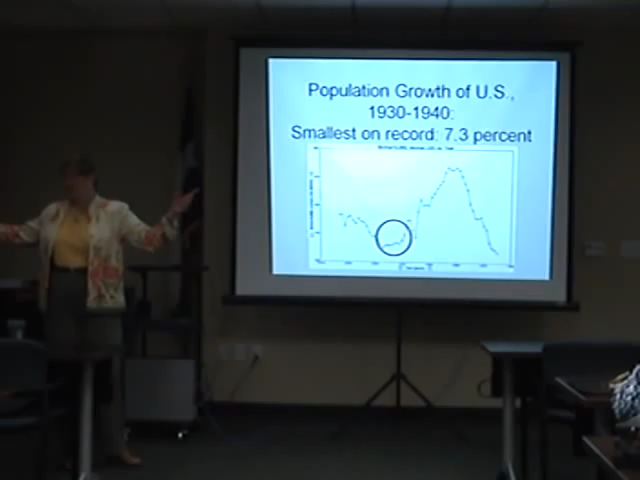 Population Growth of U.S.,
1930-1940:
Smallest on record: 7.3 percent